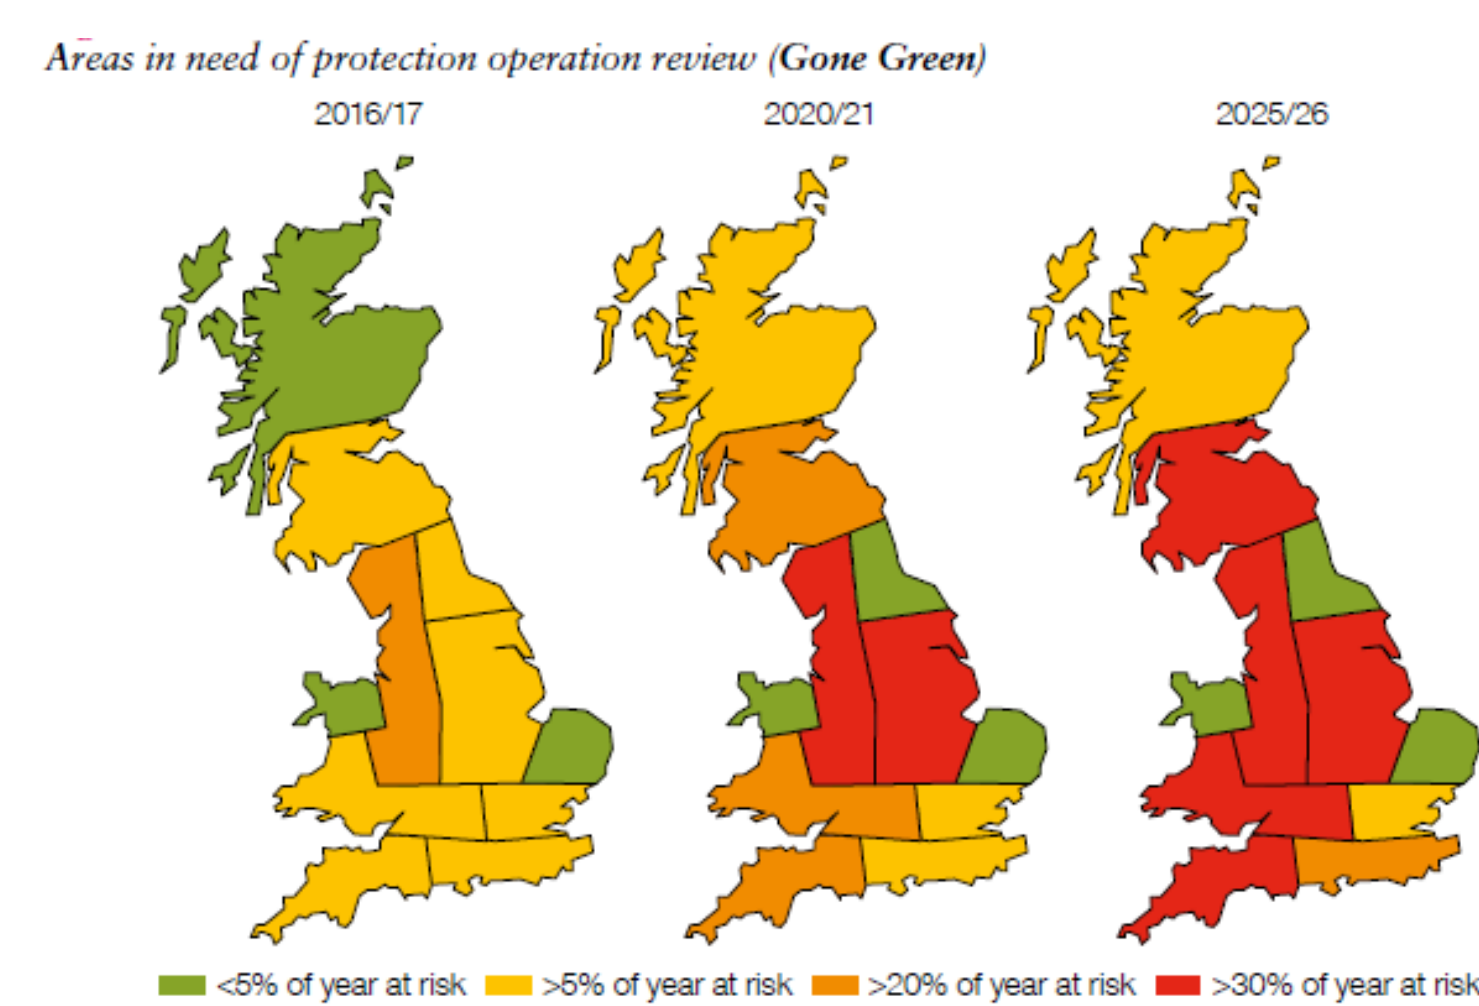 Areas in need of protection operation review (Gone Green)
2016/17 2020/21 2025/26
<5% of year at risk >5% of year at risk >20% of year at risk >30% of year at risk